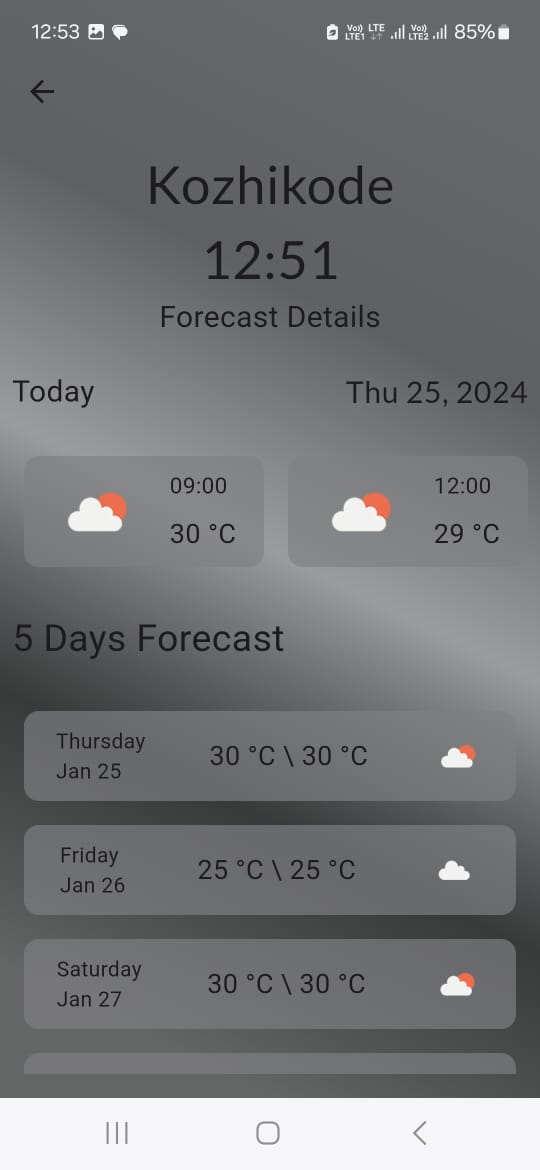 12:53 Vo)) LTE1 LTE Vo)) LTE2 85%
Kozhikode
12:51
Forecast Details
Today Thu 25, 2024
09:00 12:00
30 °C 29 °C
5 Days Forecast
Thursday
Jan 25
30 °C \ 30 °C
Friday
Jan 26
25 °C \ 25 °C
Saturday
Jan 27
30 °C \ 30 °C